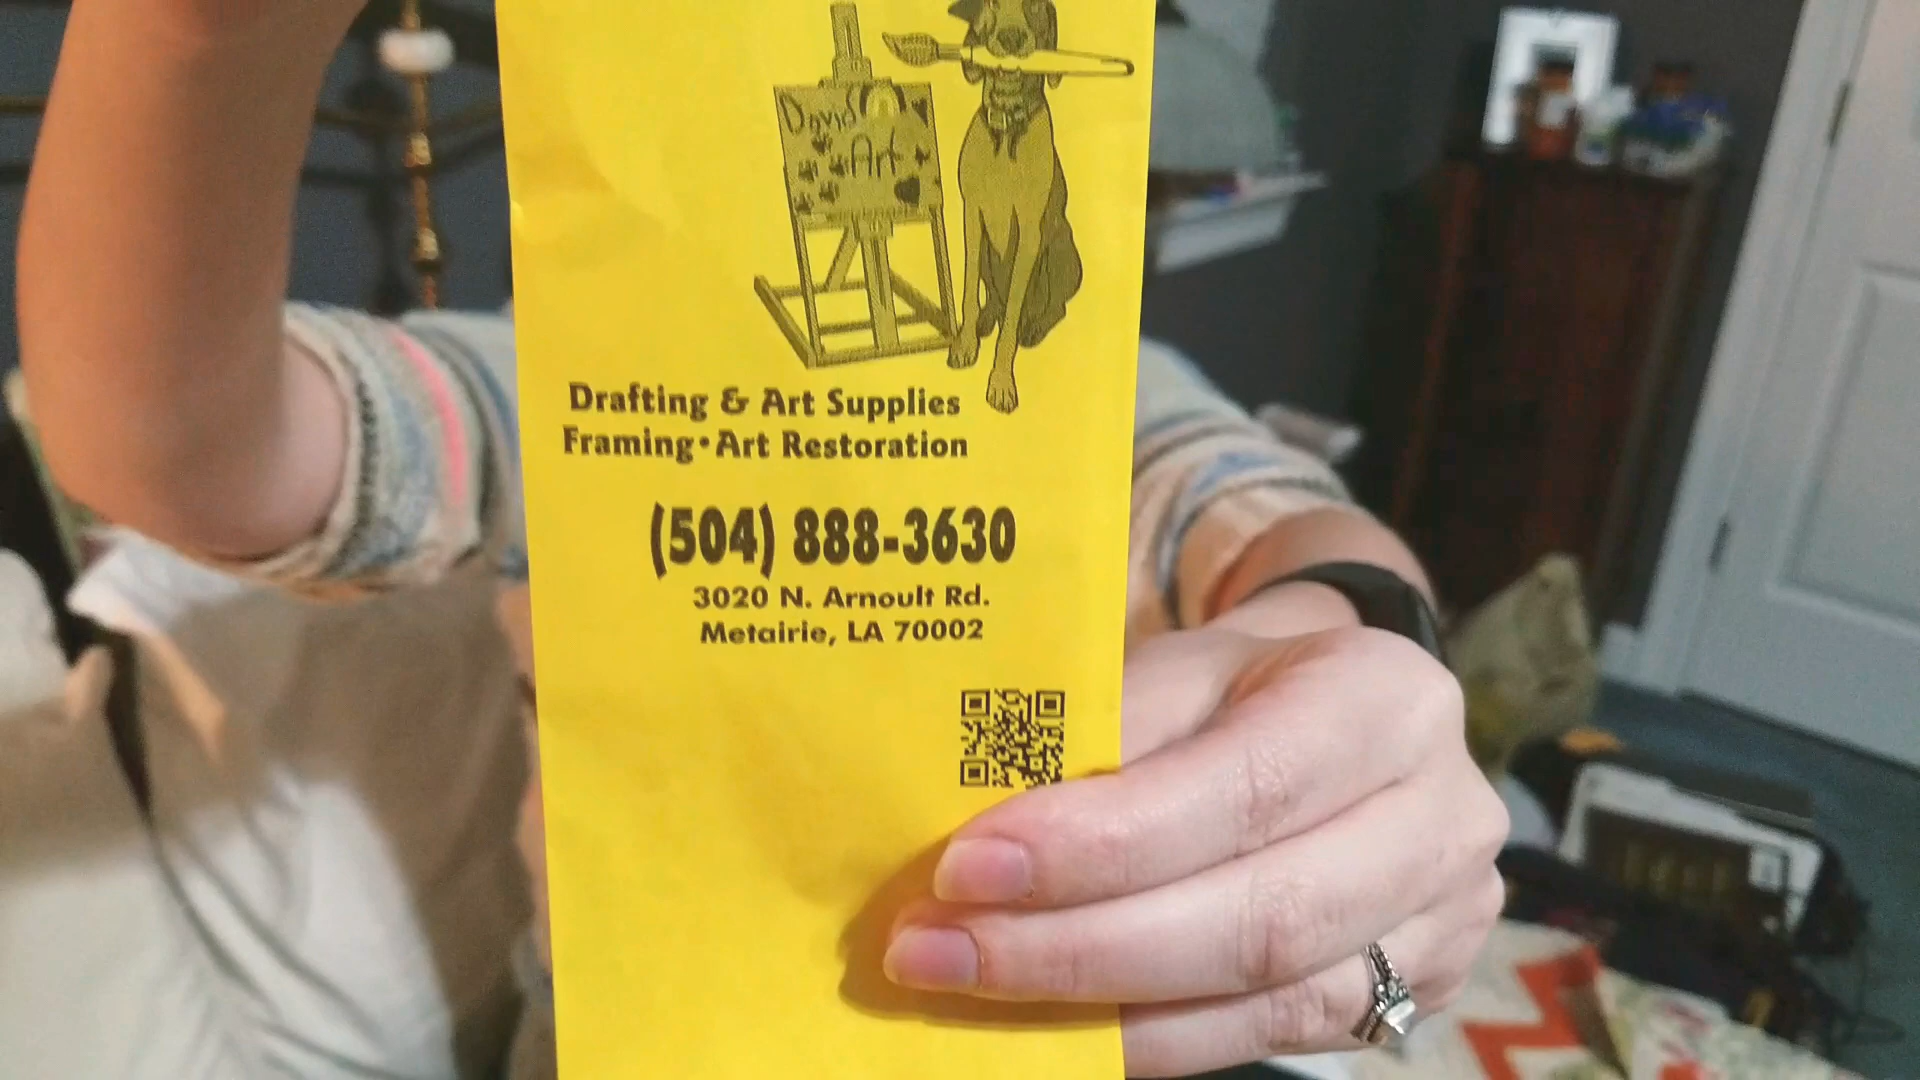 David
Art
Drafting & Art Supplies
Framing • Art Restoration
(504) 888-3630
3020 N. Arnoult Rd.
Metairie, LA 70002